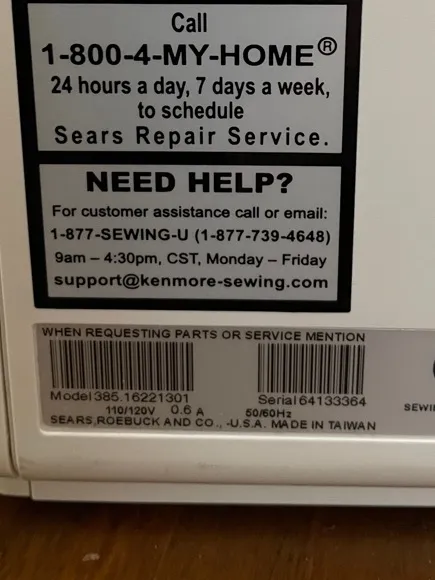 Call
1-800-4-MY-HOME®
24 hours a day, 7 days a week,
to schedule
Sears Repair Service.
NEED HELP?
For customer assistance call or email:
1-877-SEWING-U (1-877-739-4648)
9am – 4:30pm, CST, Monday – Friday
support@kenmore-sewing.com
WHEN REQUESTING PARTS OR SERVICE MENTION
Model 385.16221301 Serial 64133364
110/120V 0.6 A 50/60Hz
SEARS, ROEBUCK AND CO., -U.S.A. MADE IN TAIWAN